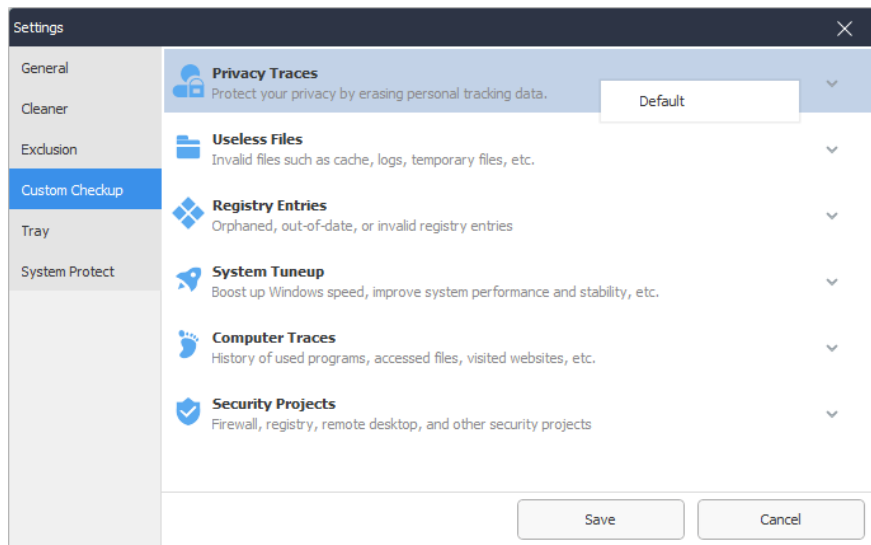 Settings
General
Cleaner
Exclusion
Custom Checkup
Tray
System Protect
Privacy Traces
Protect your privacy by erasing personal tracking data.
Default
Useless Files
Invalid files such as cache, logs, temporary files, etc.
Registry Entries
Orphaned, out-of-date, or invalid registry entries
System Tuneup
Boost up Windows speed, improve system performance and stability, etc.
Computer Traces
History of used programs, accessed files, visited websites, etc.
Security Projects
Firewall, registry, remote desktop, and other security projects
Save
Cancel